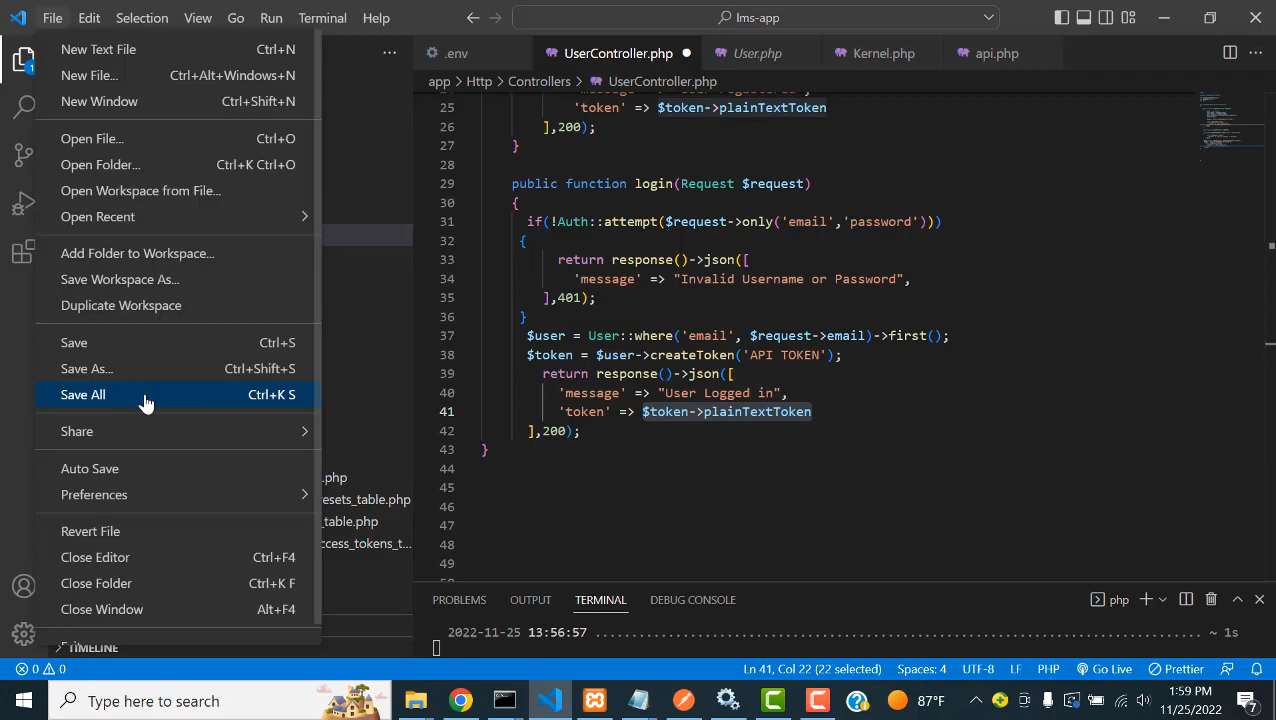 File Edit Selection View Go Run Terminal Help
lms-app
New Text File Ctrl+N
New File... Ctrl+Alt+Windows+N
New Window Ctrl+Shift+N
Open File... Ctrl+O
Open Folder... Ctrl+K Ctrl+O
Open Workspace from File...
Open Recent
Add Folder to Workspace...
Save Workspace As...
Duplicate Workspace
Save Ctrl+S
Save As... Ctrl+Shift+S
Save All Ctrl+K S
Share
Auto Save
Preferences
Revert File
Close Editor Ctrl+F4
Close Folder Ctrl+K F
Close Window Alt+F4
TIMELINE
1
.php
esets_table.php
_table.php
ccess_tokens_t...
.env UserController.php User.php Kernel.php api.php
app > Http > Controllers > UserController.php
25 'token' => $token->plainTextToken
26 ],200);
27 }
28
29 public function login(Request $request)
30 {
31 if(!Auth::attempt($request->only('email','password')))
32 {
33 return response()->json([
34 'message' => "Invalid Username or Password",
35 ],401);
36 }
37 $user = User::where('email', $request->email)->first();
38 $token = $user->createToken('API TOKEN');
39 return response()->json([
40 'message' => "User Logged in",
41 'token' => $token->plainTextToken
42 ],200);
43 }
44
45
46
47
48
49
PROBLEMS OUTPUT TERMINAL DEBUG CONSOLE
php
2022-11-25 13:56:57 ........................................ ~ 1s
0 0
Ln 41, Col 22 (22 selected) Spaces: 4 UTF-8 LF PHP Go Live Prettier
Type here to search
87°F
1:59 PM
11/25/2022
7